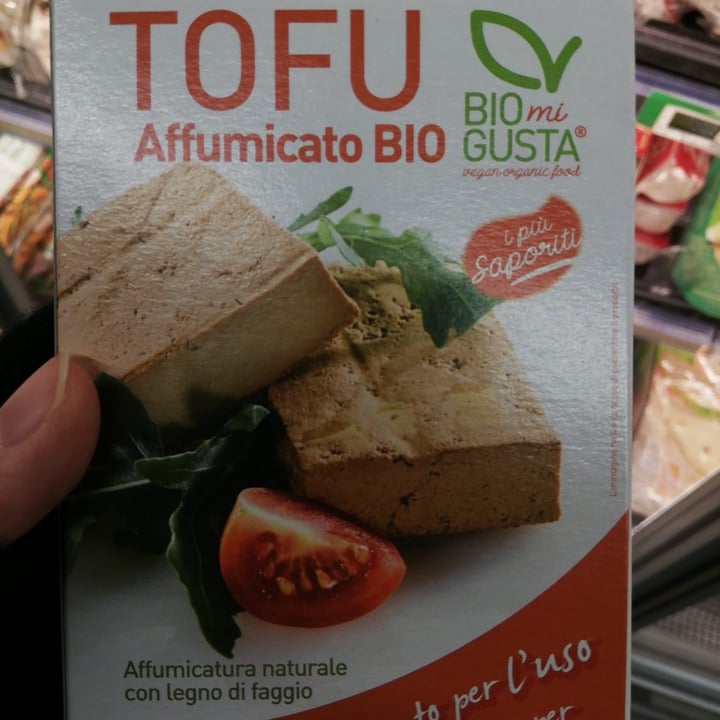 TOFU
Affumicato BIO
BIO mi
GUSTA®
vegan organic food
i più
Saporiti
Affumicatura naturale
con legno di faggio
per l'uso